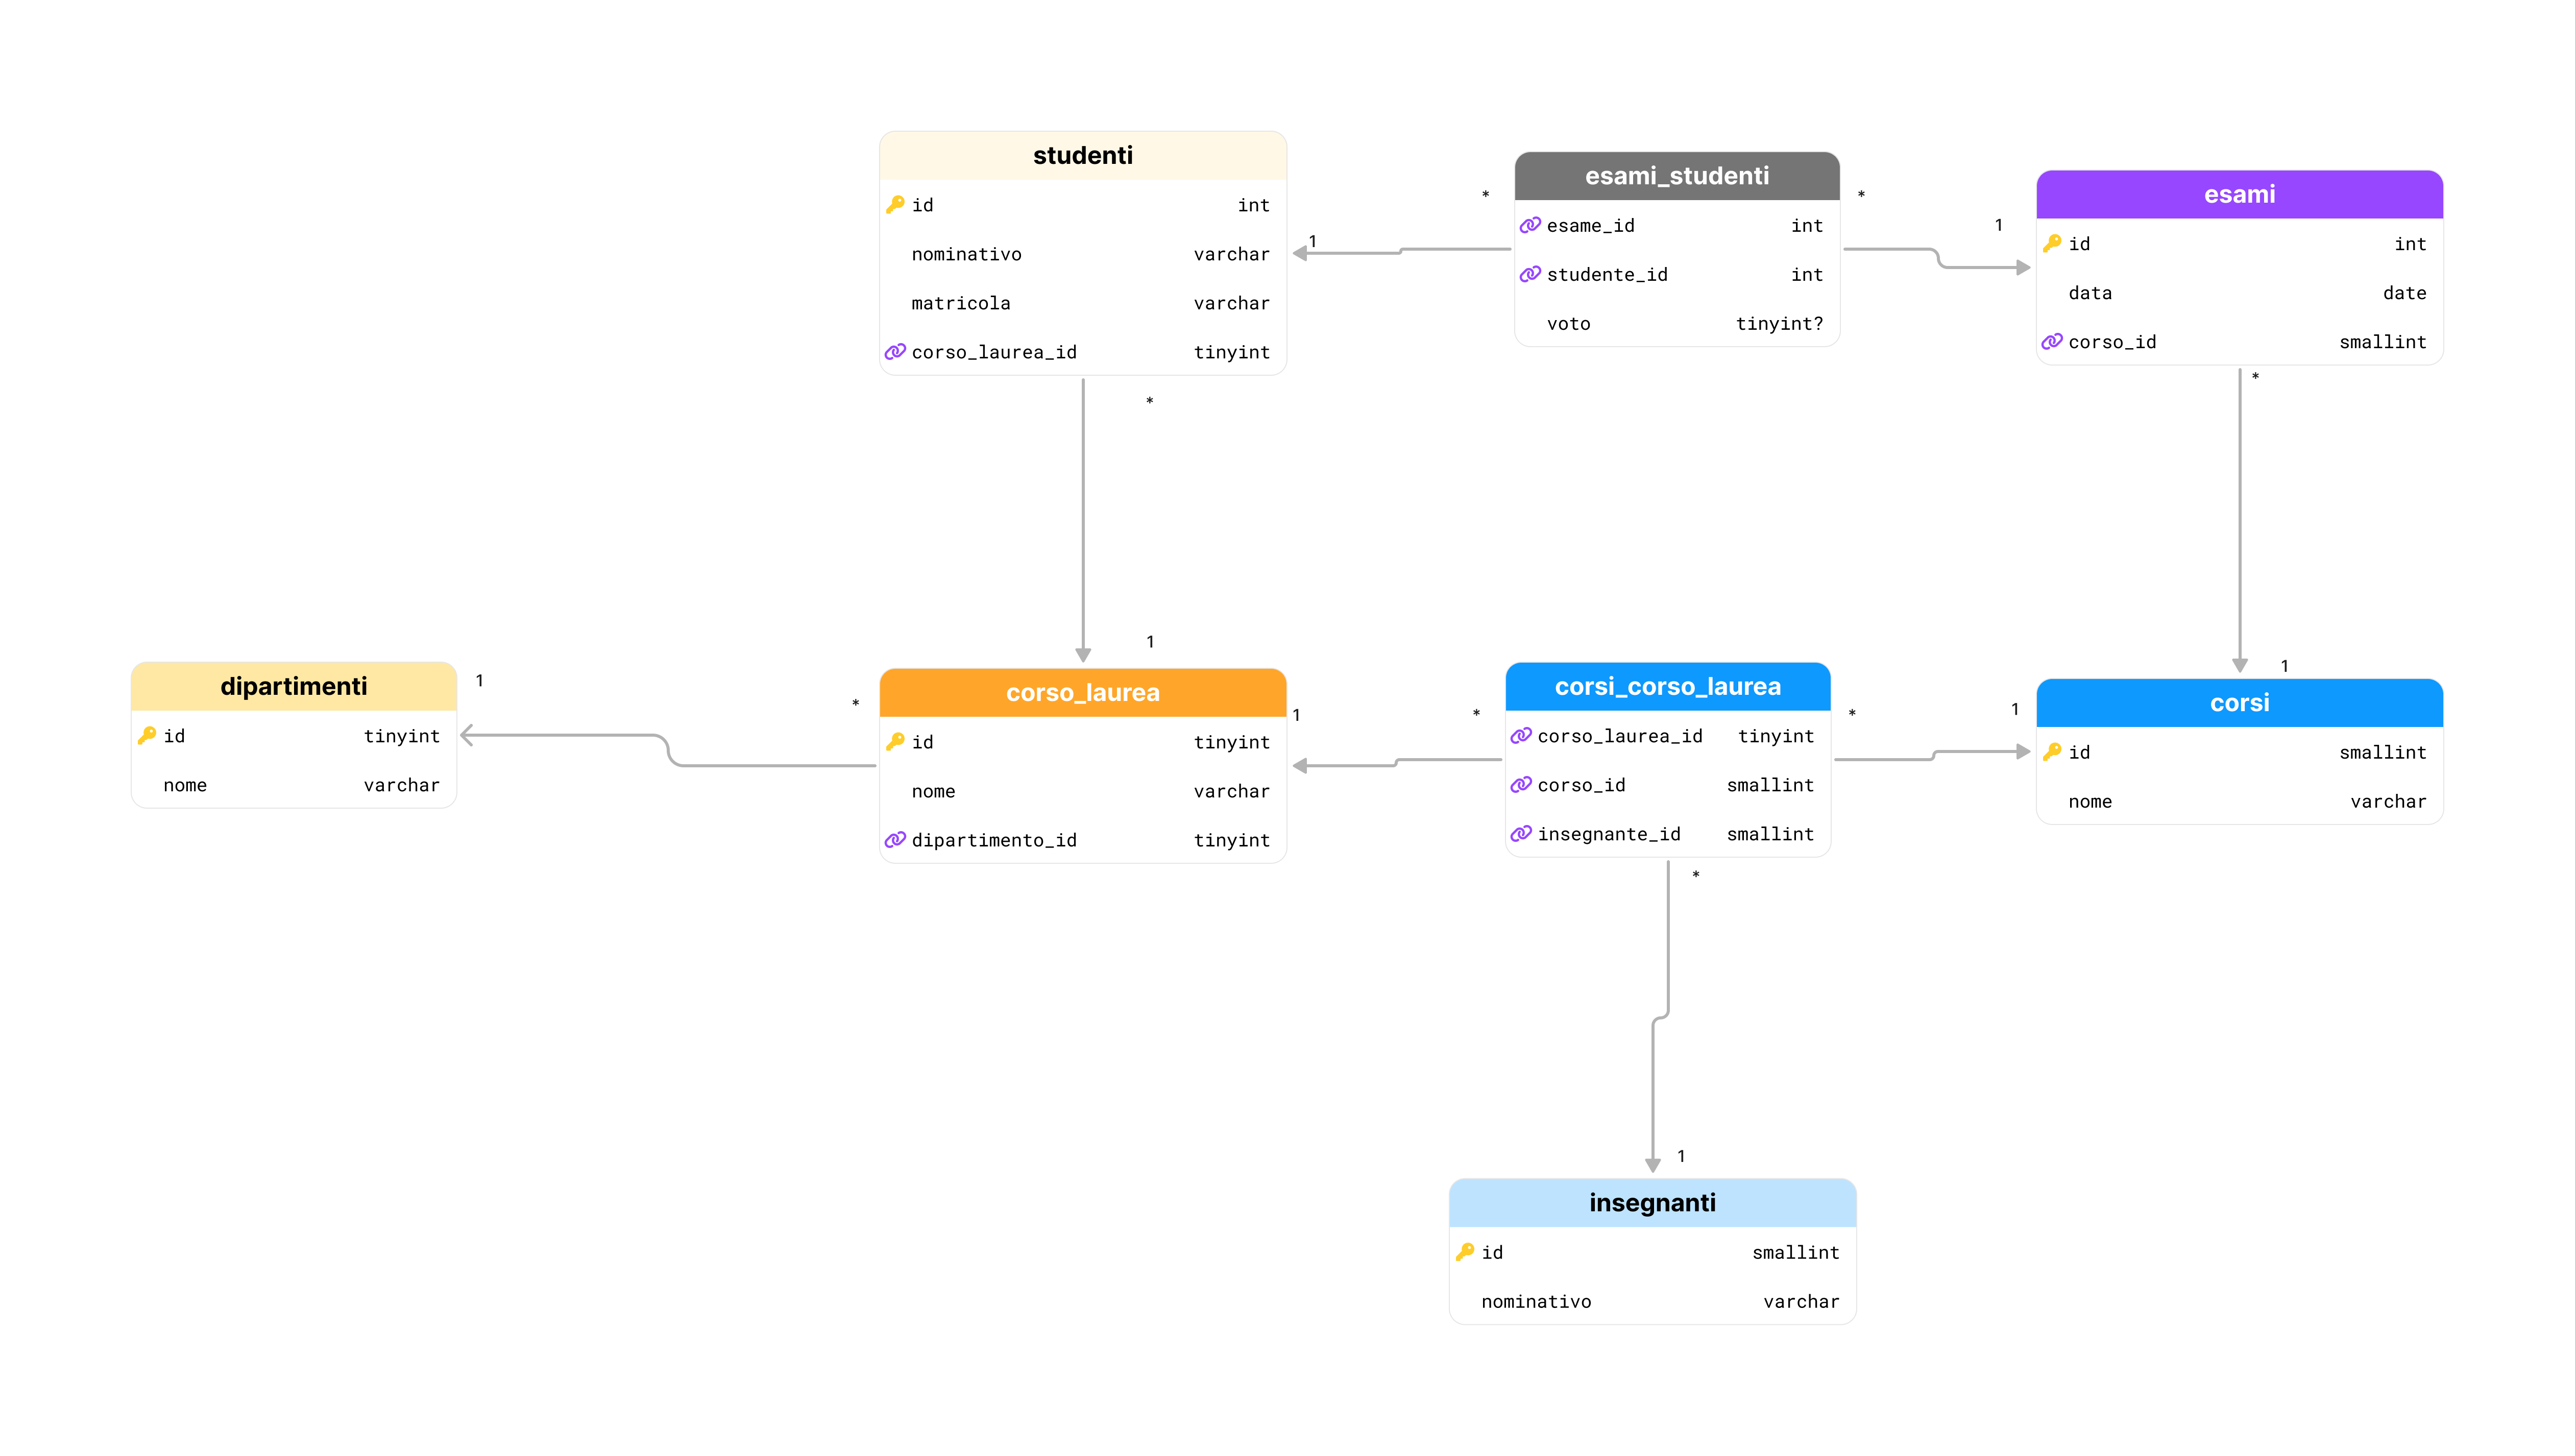 studenti
id int
nominativo varchar
matricola varchar
corso_laurea_id tinyint
*
1
* *
esami_studenti
esame_id int
studente_id int
voto tinyint?
1 1
esami
id int
data date
corso_id smallint
*
1
dipartimenti
id tinyint
nome varchar
1 *
corso_laurea
id tinyint
nome varchar
dipartimento_id tinyint
1 *
corsi_corso_laurea
corso_laurea_id tinyint
corso_id smallint
insegnante_id smallint
* 1
corsi
id smallint
nome varchar
*
1
insegnanti
id smallint
nominativo varchar